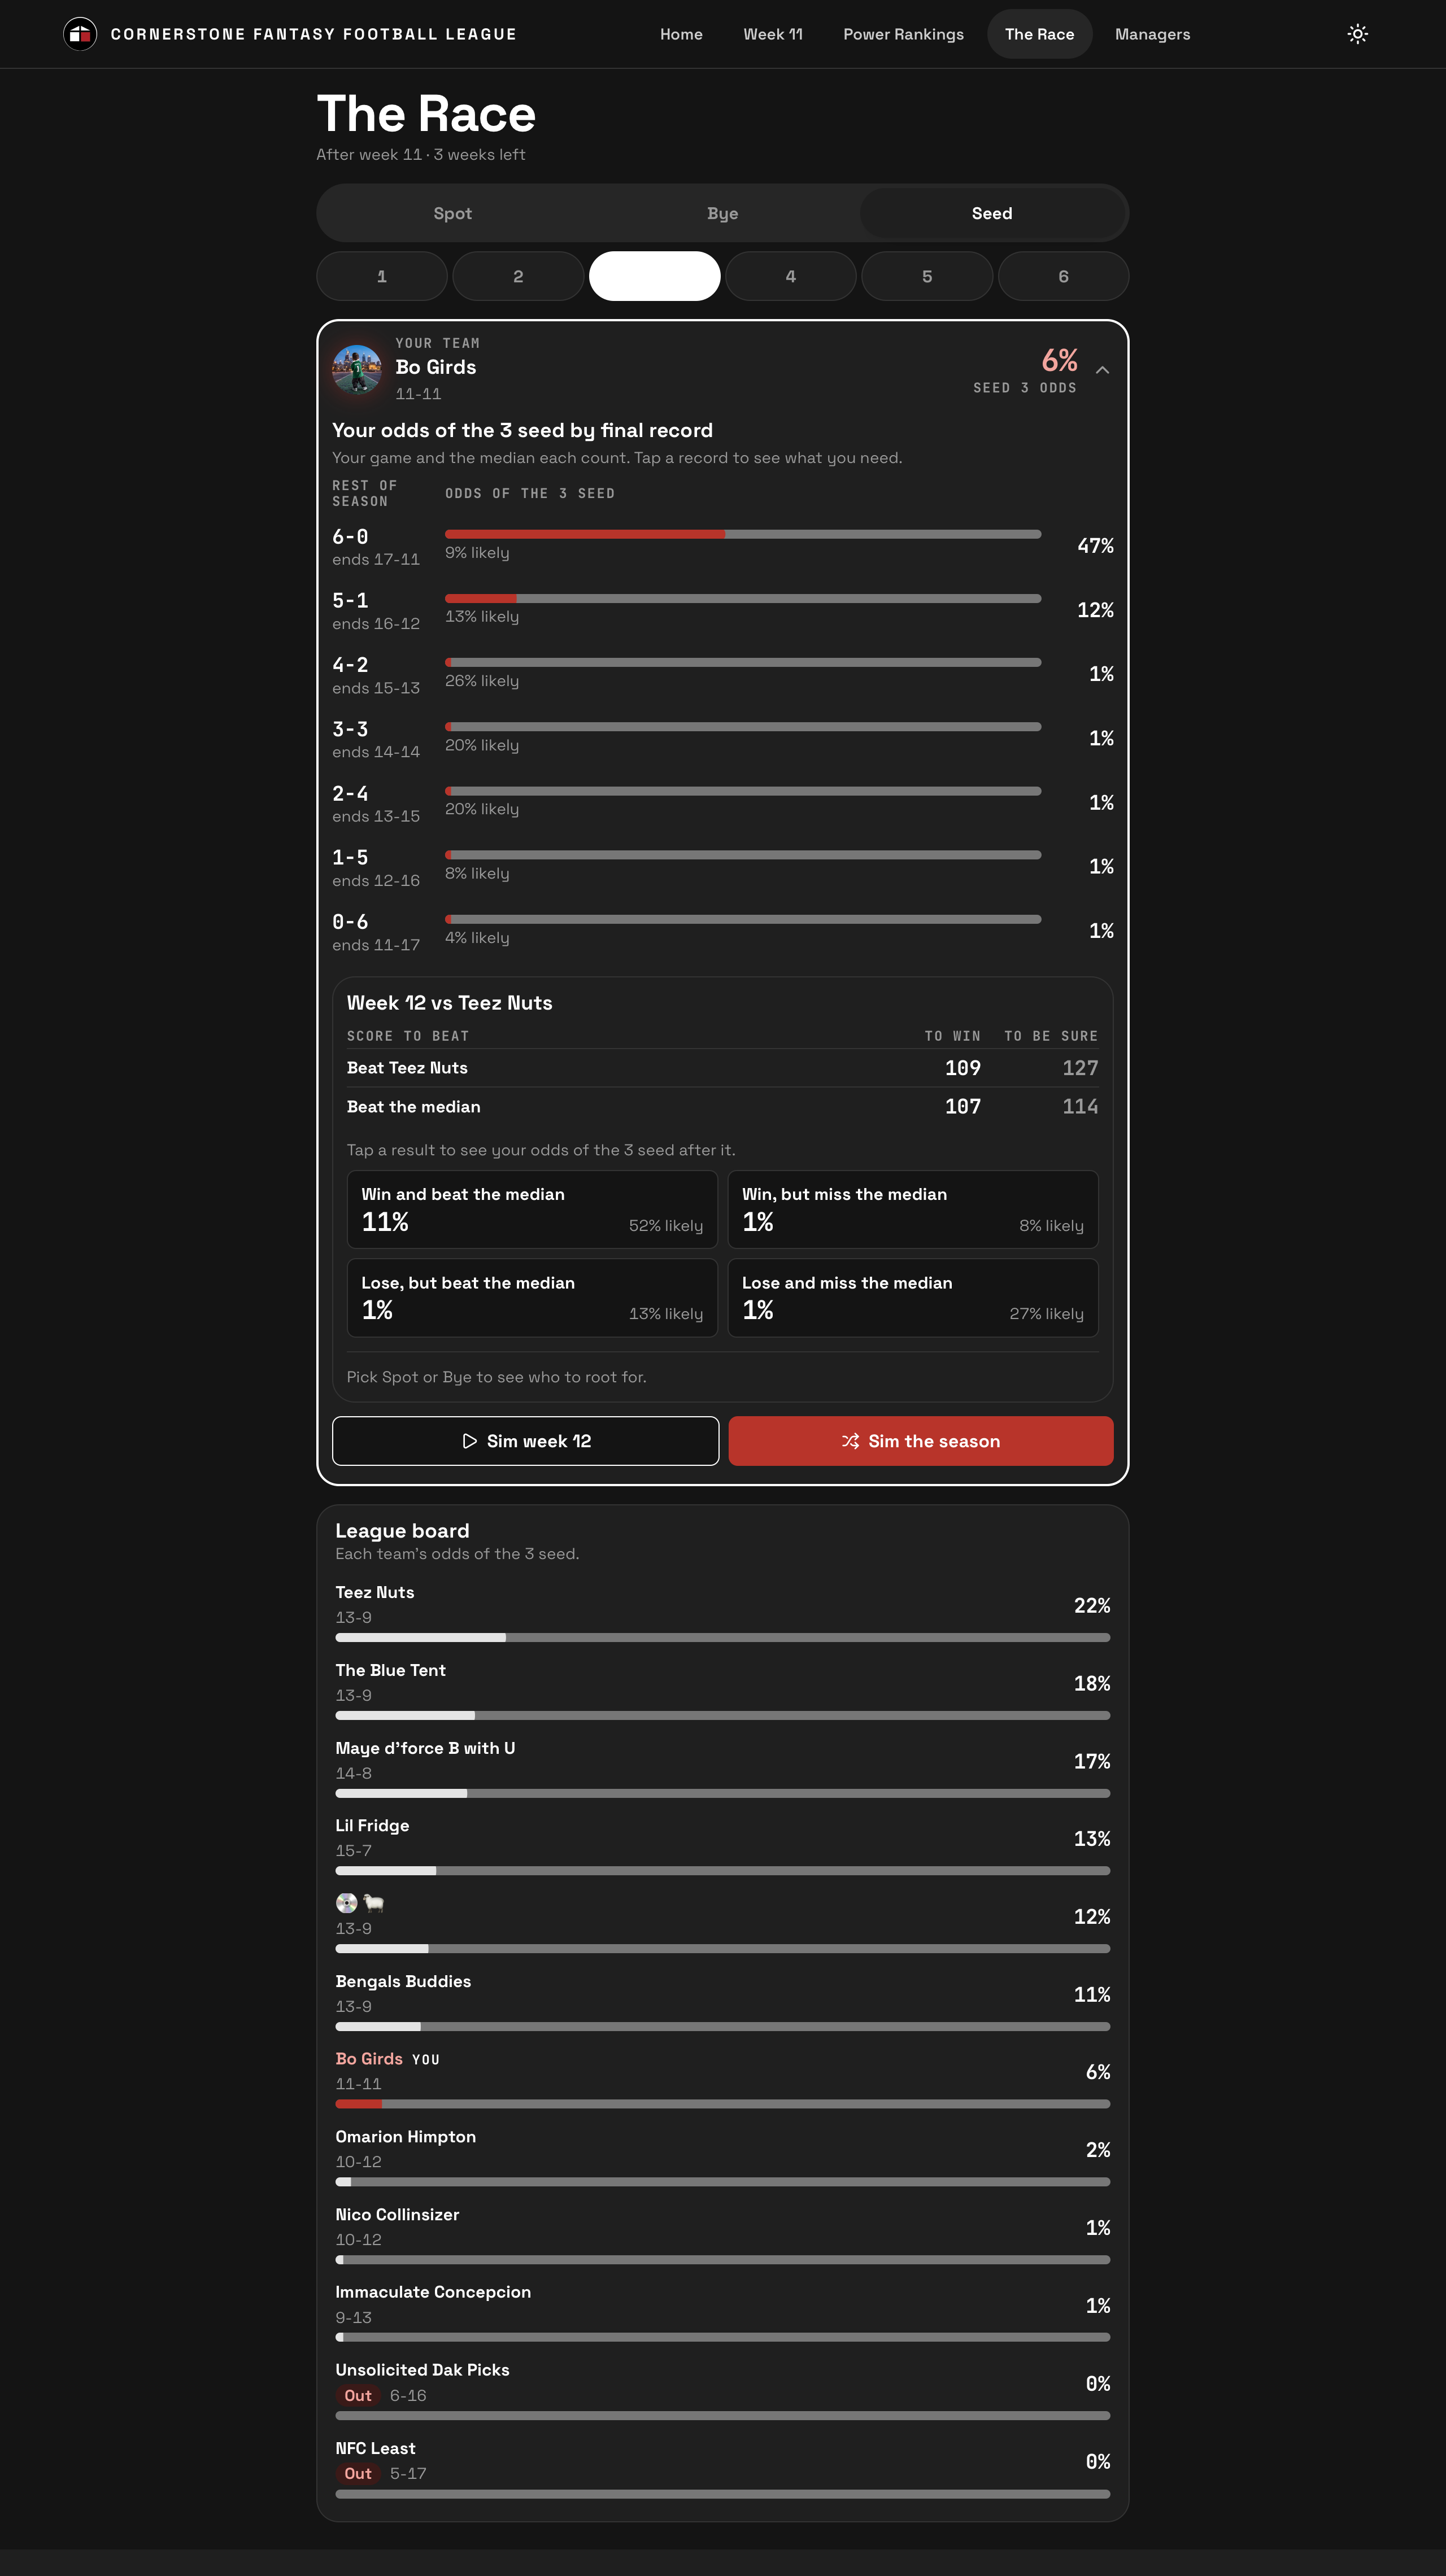 CORNERSTONE FANTASY FOOTBALL LEAGUE
Home
Week 11
Power Rankings
The Race
Managers
The Race
After week 11 · 3 weeks left
Spot
Bye
Seed
1
2
4
5
6
YOUR TEAM
Bo Girds
11-11
6%
SEED 3 ODDS
Your odds of the 3 seed by final record
Your game and the median each count. Tap a record to see what you need.
REST OF
SEASON
ODDS OF THE 3 SEED
6-0
ends 17-11
9% likely
47%
5-1
ends 16-12
13% likely
12%
4-2
ends 15-13
26% likely
1%
3-3
ends 14-14
20% likely
1%
2-4
ends 13-15
20% likely
1%
1-5
ends 12-16
8% likely
1%
0-6
ends 11-17
4% likely
1%
Week 12 vs Teez Nuts
SCORE TO BEAT
TO WIN
TO BE SURE
Beat Teez Nuts
109
127
Beat the median
107
114
Tap a result to see your odds of the 3 seed after it.
Win and beat the median
11%
52% likely
Win, but miss the median
1%
8% likely
Lose, but beat the median
1%
13% likely
Lose and miss the median
1%
27% likely
Pick Spot or Bye to see who to root for.
Sim week 12
Sim the season
League board
Each team's odds of the 3 seed.
Teez Nuts
13-9
22%
The Blue Tent
13-9
18%
Maye d'force B with U
14-8
17%
Lil Fridge
15-7
13%
13-9
12%
Bengals Buddies
13-9
11%
Bo Girds YOU
11-11
6%
Omarion Himpton
10-12
2%
Nico Collinsizer
10-12
1%
Immaculate Concepcion
9-13
1%
Unsolicited Dak Picks
Out 6-16
0%
NFC Least
Out 5-17
0%